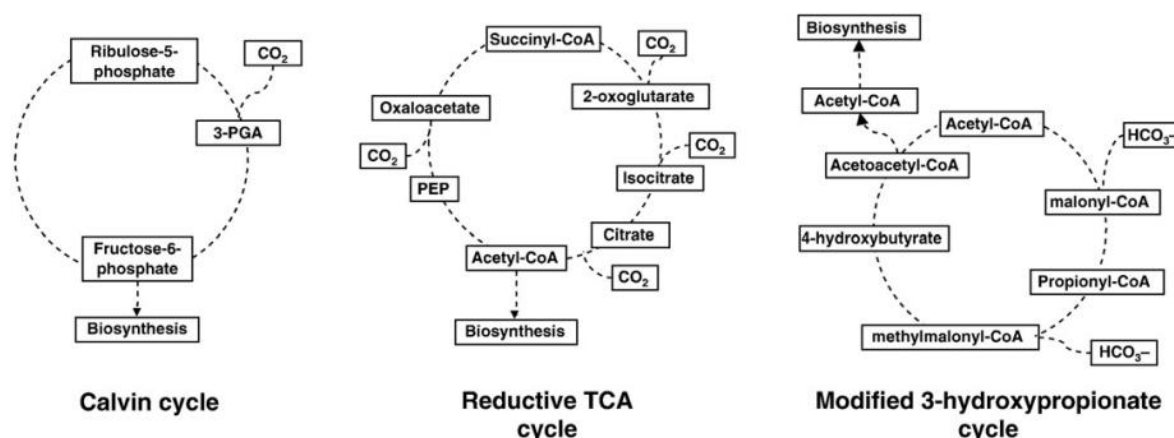 Ribulose-5-
phosphate
CO₂
3-PGA
Fructose-6-
phosphate
Biosynthesis
Calvin cycle
Succinyl-CoA
CO₂
2-oxoglutarate
Oxaloacetate
CO₂
CO₂
Isocitrate
PEP
Citrate
Acetyl-CoA
CO₂
Biosynthesis
Reductive TCA
cycle
Biosynthesis
Acetyl-CoA
Acetyl-CoA
HCO₃–
Acetoacetyl-CoA
malonyl-CoA
4-hydroxybutyrate
Propionyl-CoA
methylmalonyl-CoA
HCO₃–
Modified 3-hydroxypropionate
cycle